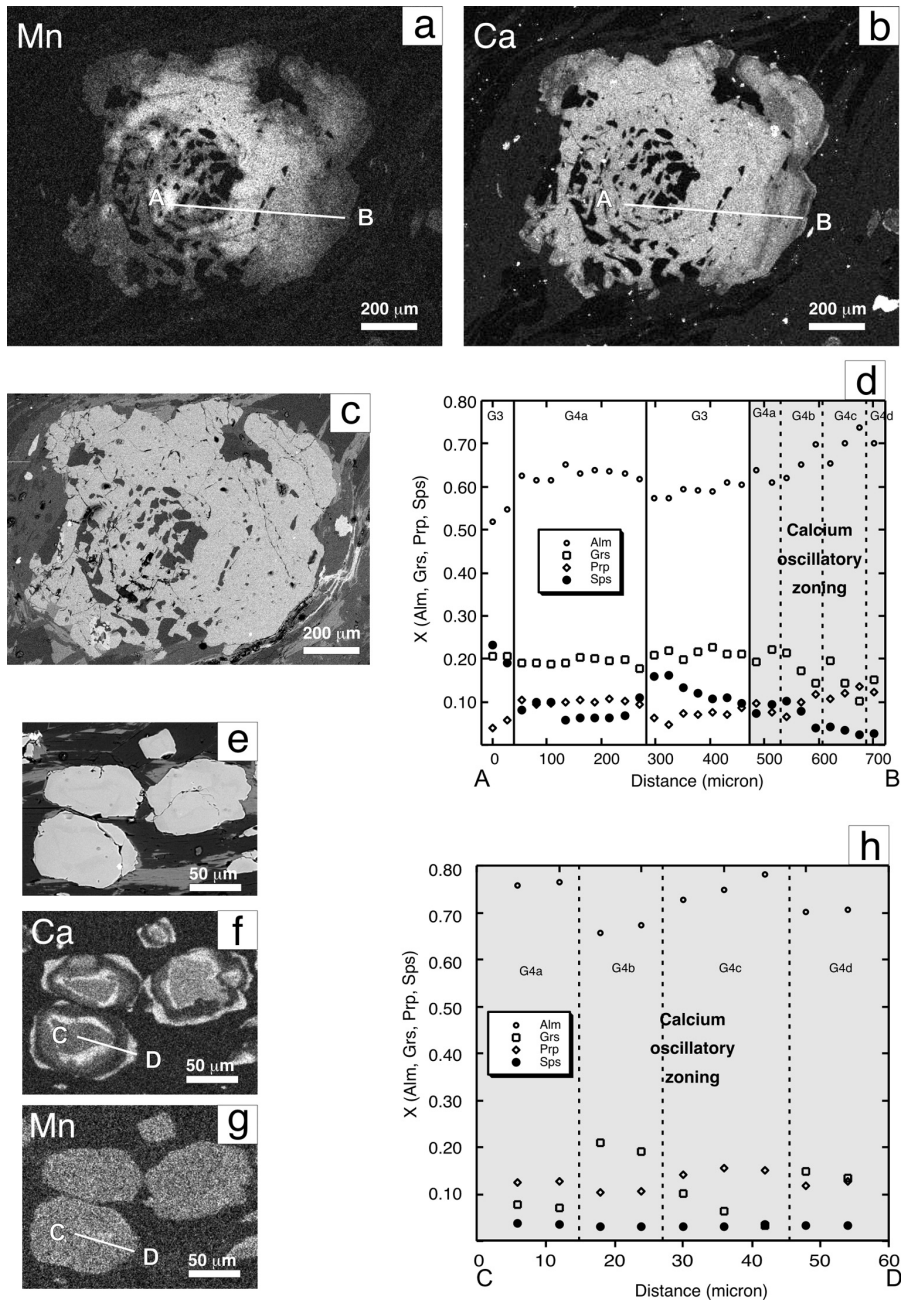 Mn
a
A
B
200 μm
Ca
b
A
B
200 μm
c
200 μm
d
0.80
0.70
0.60
0.50
0.40
0.30
0.20
0.10
X (Alm, Grs, Prp, Sps)
G3
G4a
G3
G4a
G4b
G4c
G4d
Alm
Grs
Prp
Sps
Calcium
oscillatory
zoning
0 100 200 300 400 500 600 700
A
Distance (micron)
B
e
50 μm
Ca
f
C
D
50 μm
Mn
g
C
D
50 μm
h
0.80
0.70
0.60
0.50
0.40
0.30
0.20
0.10
X (Alm, Grs, Prp, Sps)
G4a
G4b
G4c
G4d
Alm
Grs
Prp
Sps
Calcium
oscillatory
zoning
0 10 20 30 40 50 60
C
Distance (micron)
D